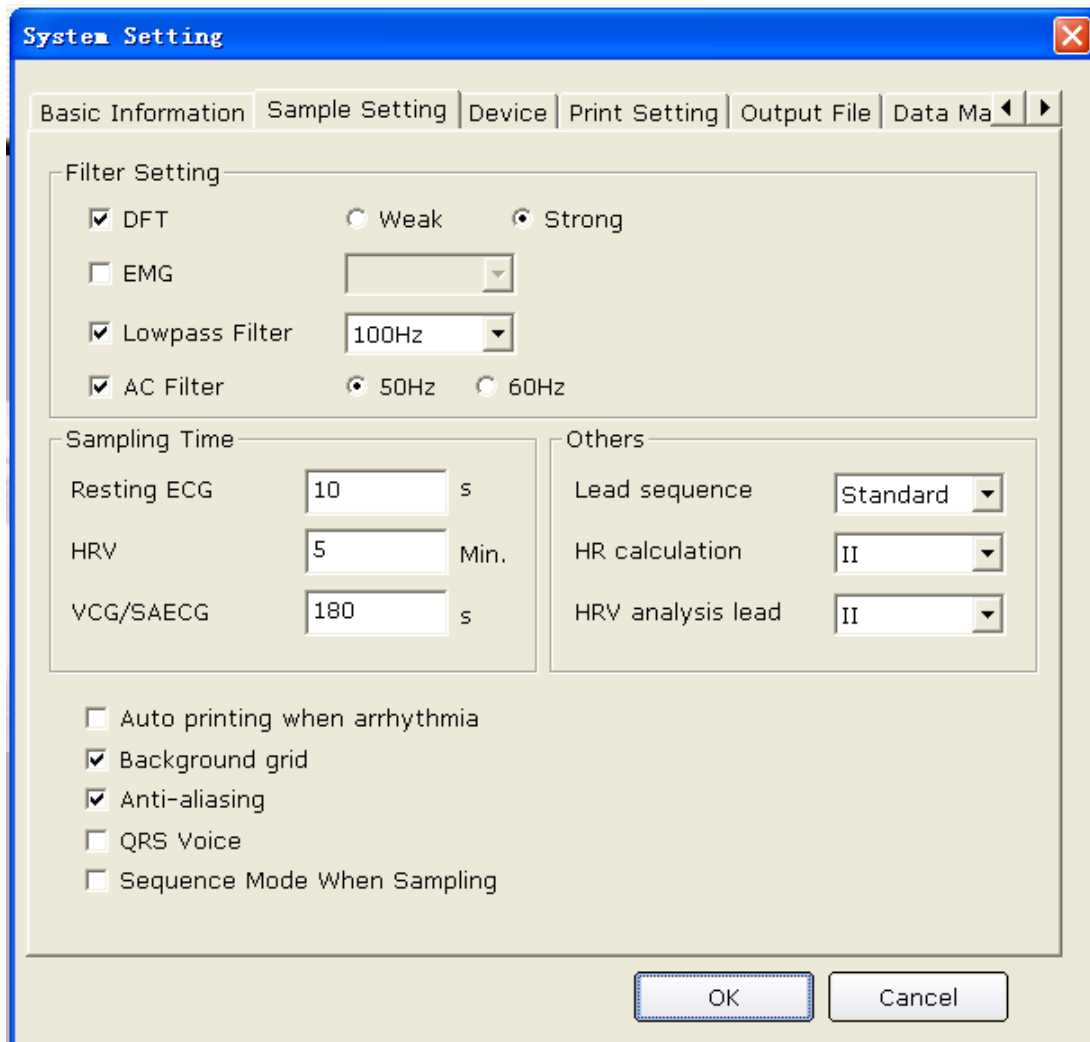 System Setting
Basic Information Sample Setting Device Print Setting Output File Data Ma
Filter Setting
DFT Weak Strong
EMG
Lowpass Filter 100Hz
AC Filter 50Hz 60Hz
Sampling Time
Resting ECG 10 s
HRV 5 Min.
VCG/SAECG 180 s
Others
Lead sequence Standard
HR calculation II
HRV analysis lead II
Auto printing when arrhythmia
Background grid
Anti-aliasing
QRS Voice
Sequence Mode When Sampling
OK Cancel